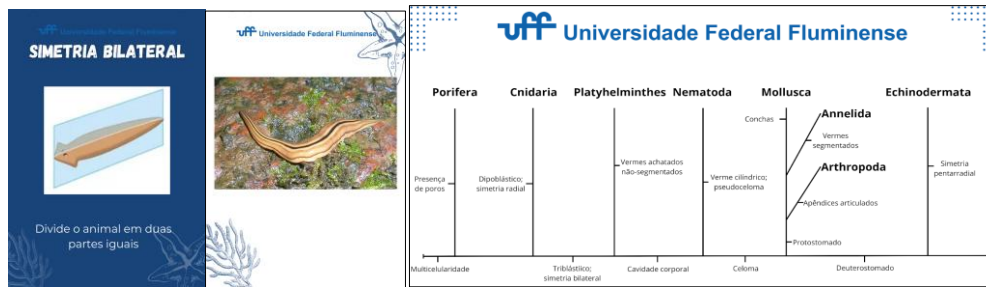 uff Universidade Federal Fluminense
SIMETRIA BILATERAL
Divide o animal em duas
partes iguais
uff Universidade Federal Fluminense
uff Universidade Federal Fluminense
Porifera
Cnidaria
Platyhelminthes
Nematoda
Mollusca
Echinodermata
Conchas
Annelida
Vermes
segmentados
Arthropoda
Presença
de poros
Dipoblástico;
simetria radial
Vermes achatados
não-segmentados
Verme cilíndrico;
pseudoceloma
Apêndices articulados
Simetria
pentarradial
Protostomado
Multicelularidade
Triblástico;
simetria bilateral
Cavidade corporal
Celoma
Deuterostomado